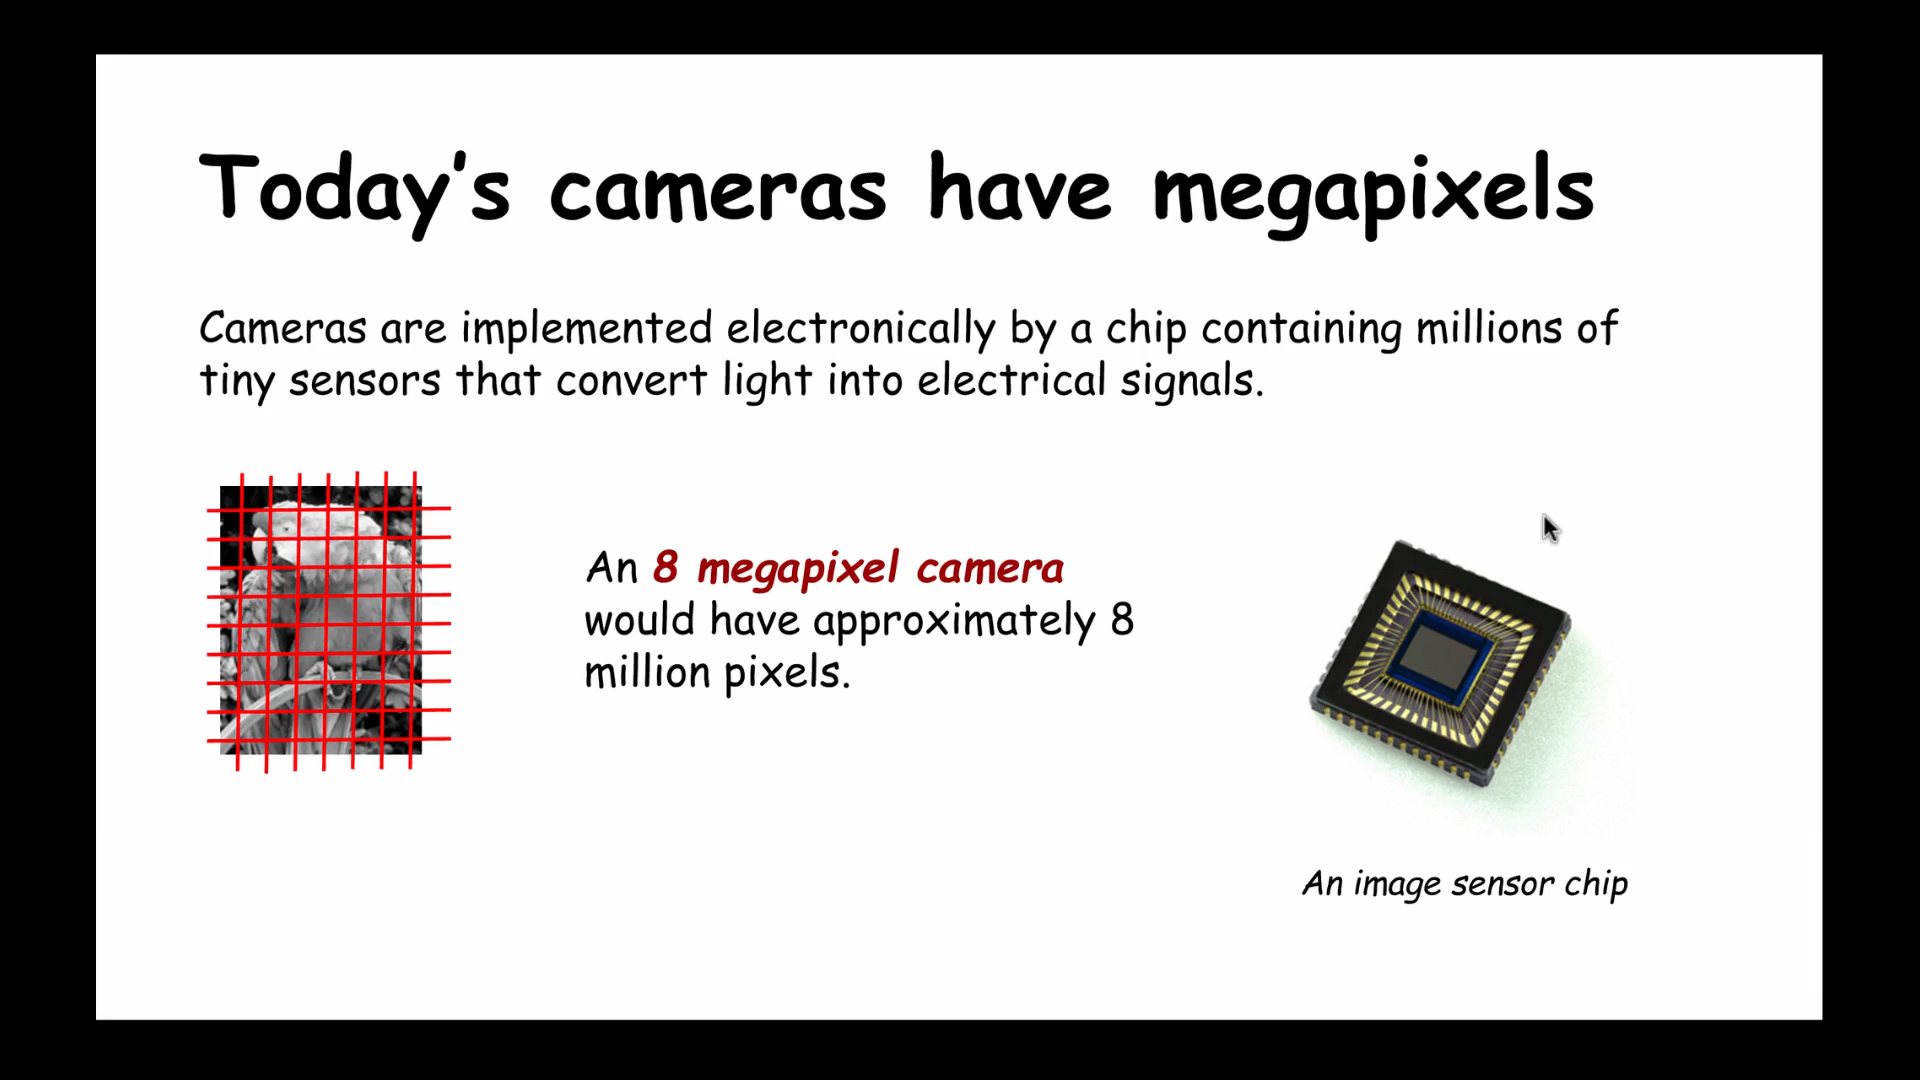 Today's cameras have megapixels
Cameras are implemented electronically by a chip containing millions of
tiny sensors that convert light into electrical signals.
An 8 megapixel camera
would have approximately 8
million pixels.
An image sensor chip